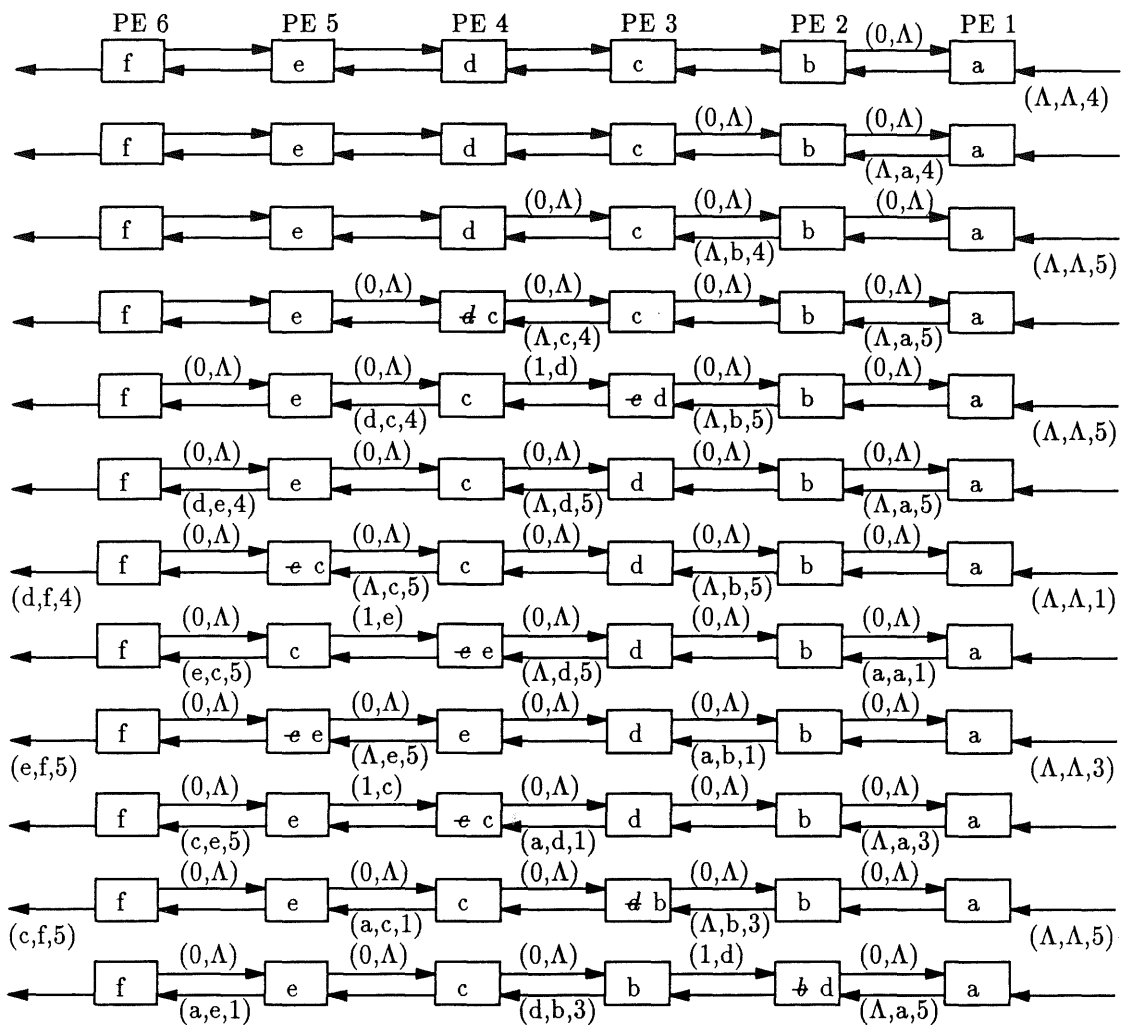 PE 6 PE 5 PE 4 PE 3 PE 2 PE 1
(0,Λ)
f e d c b a
(Λ,Λ,4)
(0,Λ) (0,Λ)
f e d c b a
(Λ,a,4)
(0,Λ) (0,Λ) (0,Λ)
f e d c b a
(Λ,b,4) (Λ,Λ,5)
(0,Λ) (0,Λ) (0,Λ) (0,Λ)
f e d c c b a
(Λ,c,4) (Λ,a,5)
(0,Λ) (0,Λ) (1,d) (0,Λ) (0,Λ)
f e c c d b a
(d,c,4) (Λ,b,5) (Λ,Λ,5)
(0,Λ) (0,Λ) (0,Λ) (0,Λ) (0,Λ)
f e c d b a
(d,e,4) (Λ,d,5) (Λ,a,5)
(0,Λ) (0,Λ) (0,Λ) (0,Λ) (0,Λ)
f e c c d b a
(d,f,4) (Λ,c,5) (Λ,b,5) (Λ,Λ,1)
(0,Λ) (1,e) (0,Λ) (0,Λ) (0,Λ)
f c c e d b a
(e,c,5) (Λ,d,5) (a,a,1)
(0,Λ) (0,Λ) (0,Λ) (0,Λ) (0,Λ)
f c e e d b a
(e,f,5) (Λ,e,5) (a,b,1) (Λ,Λ,3)
(0,Λ) (1,c) (0,Λ) (0,Λ) (0,Λ)
f e e c d b a
(c,e,5) (a,d,1) (Λ,a,3)
(0,Λ) (0,Λ) (0,Λ) (0,Λ) (0,Λ)
f e c d b b a
(c,f,5) (a,c,1) (Λ,b,3) (Λ,Λ,5)
(0,Λ) (0,Λ) (0,Λ) (1,d) (0,Λ)
f e c b b d a
(a,e,1) (d,b,3) (Λ,a,5)